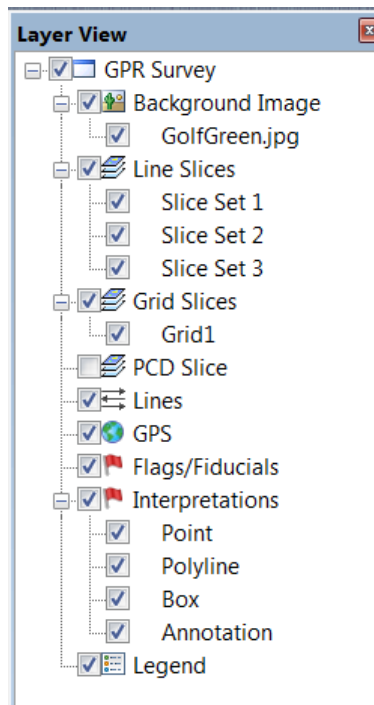 Layer View
GPR Survey
Background Image
GolfGreen.jpg
Line Slices
Slice Set 1
Slice Set 2
Slice Set 3
Grid Slices
Grid1
PCD Slice
Lines
GPS
Flags/Fiducials
Interpretations
Point
Polyline
Box
Annotation
Legend